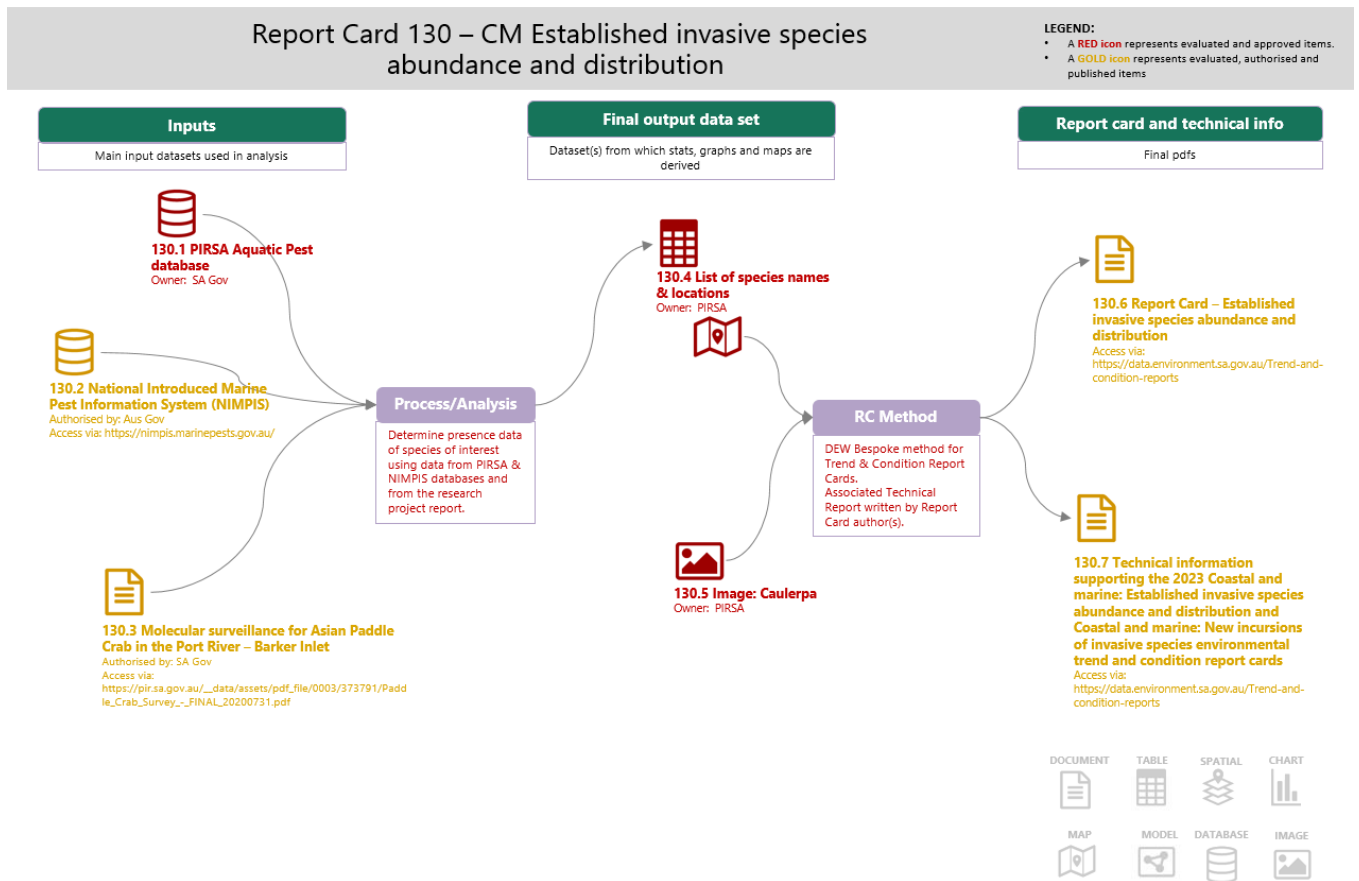 Report Card 130 – CM Established invasive species
abundance and distribution
LEGEND:
• A RED icon represents evaluated and approved items.
• A GOLD icon represents evaluated, authorised and
published items
Inputs
Main input datasets used in analysis
Final output data set
Dataset(s) from which stats, graphs and maps are
derived
Report card and technical info
Final pdfs
130.1 PIRSA Aquatic Pest
database
Owner: SA Gov
130.2 National Introduced Marine
Pest Information System (NIMPIS)
Authorised by: Aus Gov
Access via: https://nimpis.marinepests.gov.au/
130.3 Molecular surveillance for Asian Paddle
Crab in the Port River – Barker Inlet
Authorised by: SA Gov
Access via:
https://pir.sa.gov.au/__data/assets/pdf_file/0003/373791/Padd
le_Crab_Survey_-_FINAL_20200731.pdf
Process/Analysis
Determine presence data
of species of interest
using data from PIRSA &
NIMPIS databases and
from the research
project report.
130.4 List of species names
& locations
Owner: PIRSA
130.5 Image: Caulerpa
Owner: PIRSA
RC Method
DEW Bespoke method for
Trend & Condition Report
Cards.
Associated Technical
Report written by Report
Card author(s).
130.6 Report Card – Established
invasive species abundance and
distribution
Access via:
https://data.environment.sa.gov.au/Trend-and-
condition-reports
130.7 Technical information
supporting the 2023 Coastal and
marine: Established invasive species
abundance and distribution and
Coastal and marine: New incursions
of invasive species environmental
trend and condition report cards
Access via:
https://data.environment.sa.gov.au/Trend-and-
condition-reports
DOCUMENT TABLE SPATIAL CHART
MAP MODEL DATABASE IMAGE